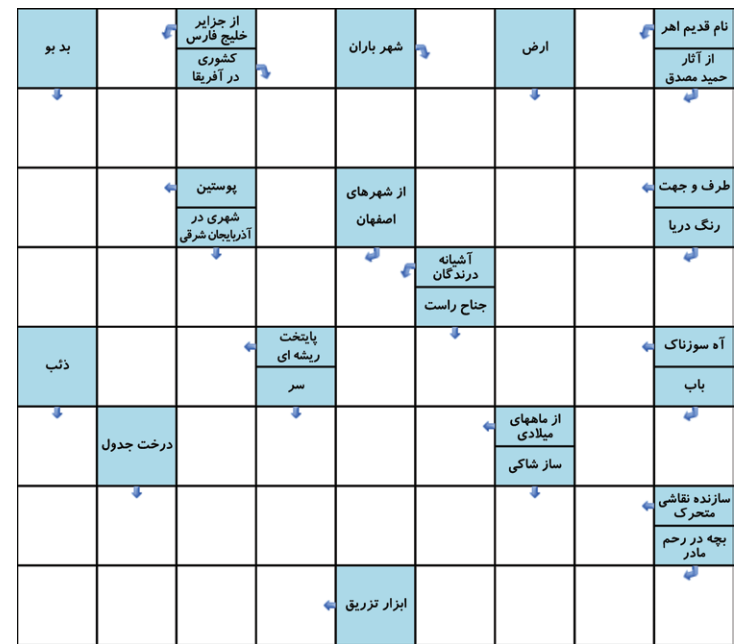 نام قدیم اهر
از آثار
حمید مصدق
ارض
شهر باران
از جزایر
خلیج فارس
کشوری
در آفریقا
بد بو
طرف و جهت
رنگ دریا
از شهرهای
اصفهان
پوستین
شهری در
آذربایجان شرقی
آشیانه
درندگان
جناح راست
آه سوزناک
باب
پایتخت
ریشه ای
سر
ذئب
از ماههای
میلادی
ساز شاکی
درخت جدول
سازنده نقاشی
متحرک
بچه در رحم
مادر
ابزار تزریق